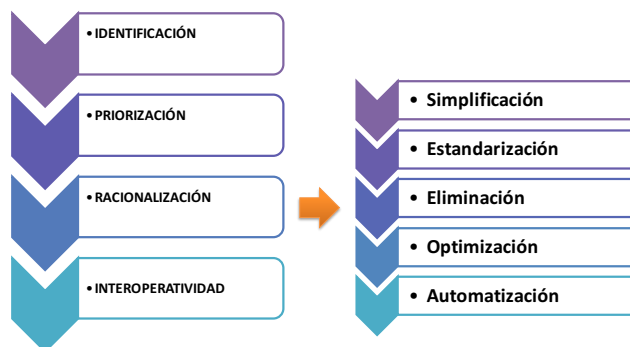 • IDENTIFICACIÓN
• PRIORIZACIÓN
• RACIONALIZACIÓN
• INTEROPERATIVIDAD
• Simplificación
• Estandarización
• Eliminación
• Optimización
• Automatización